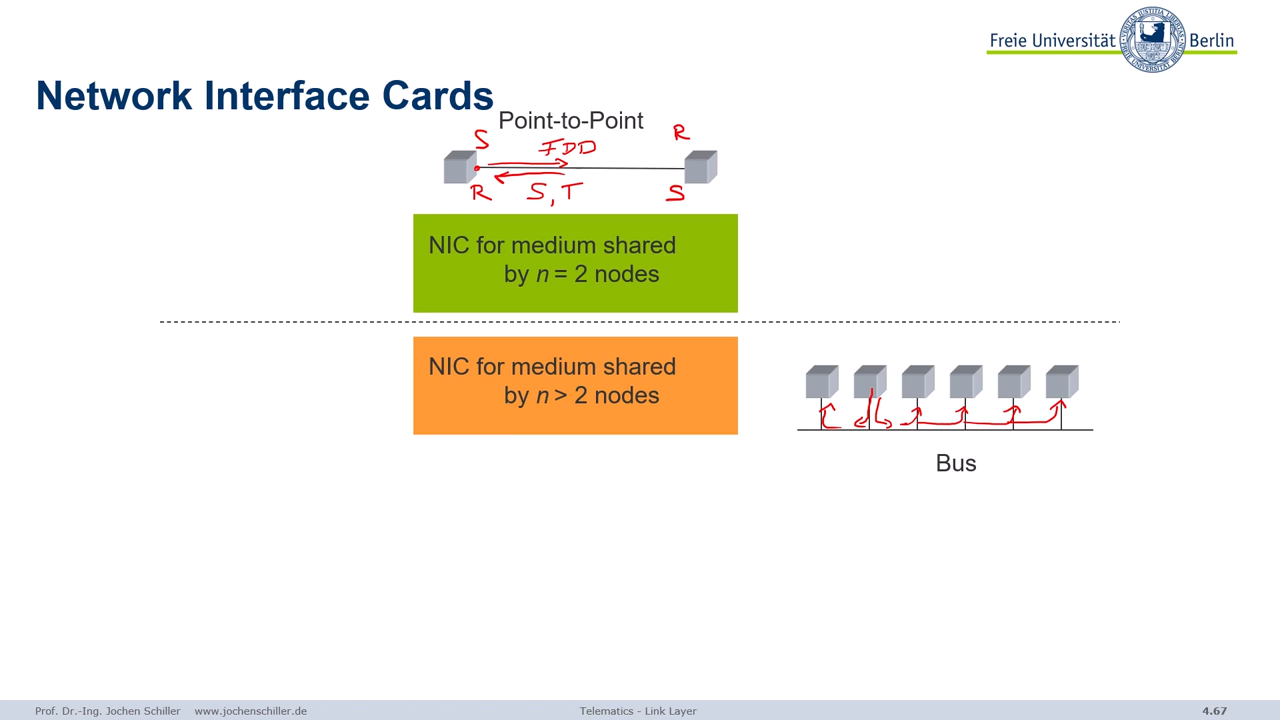 Freie Universität Berlin
Network Interface Cards
Point-to-Point
S
R
FDD
R
S, T
S
NIC for medium shared
by n = 2 nodes
NIC for medium shared
by n > 2 nodes
Bus
Prof. Dr.-Ing. Jochen Schiller www.jochenschiller.de
Telematics - Link Layer
4.67